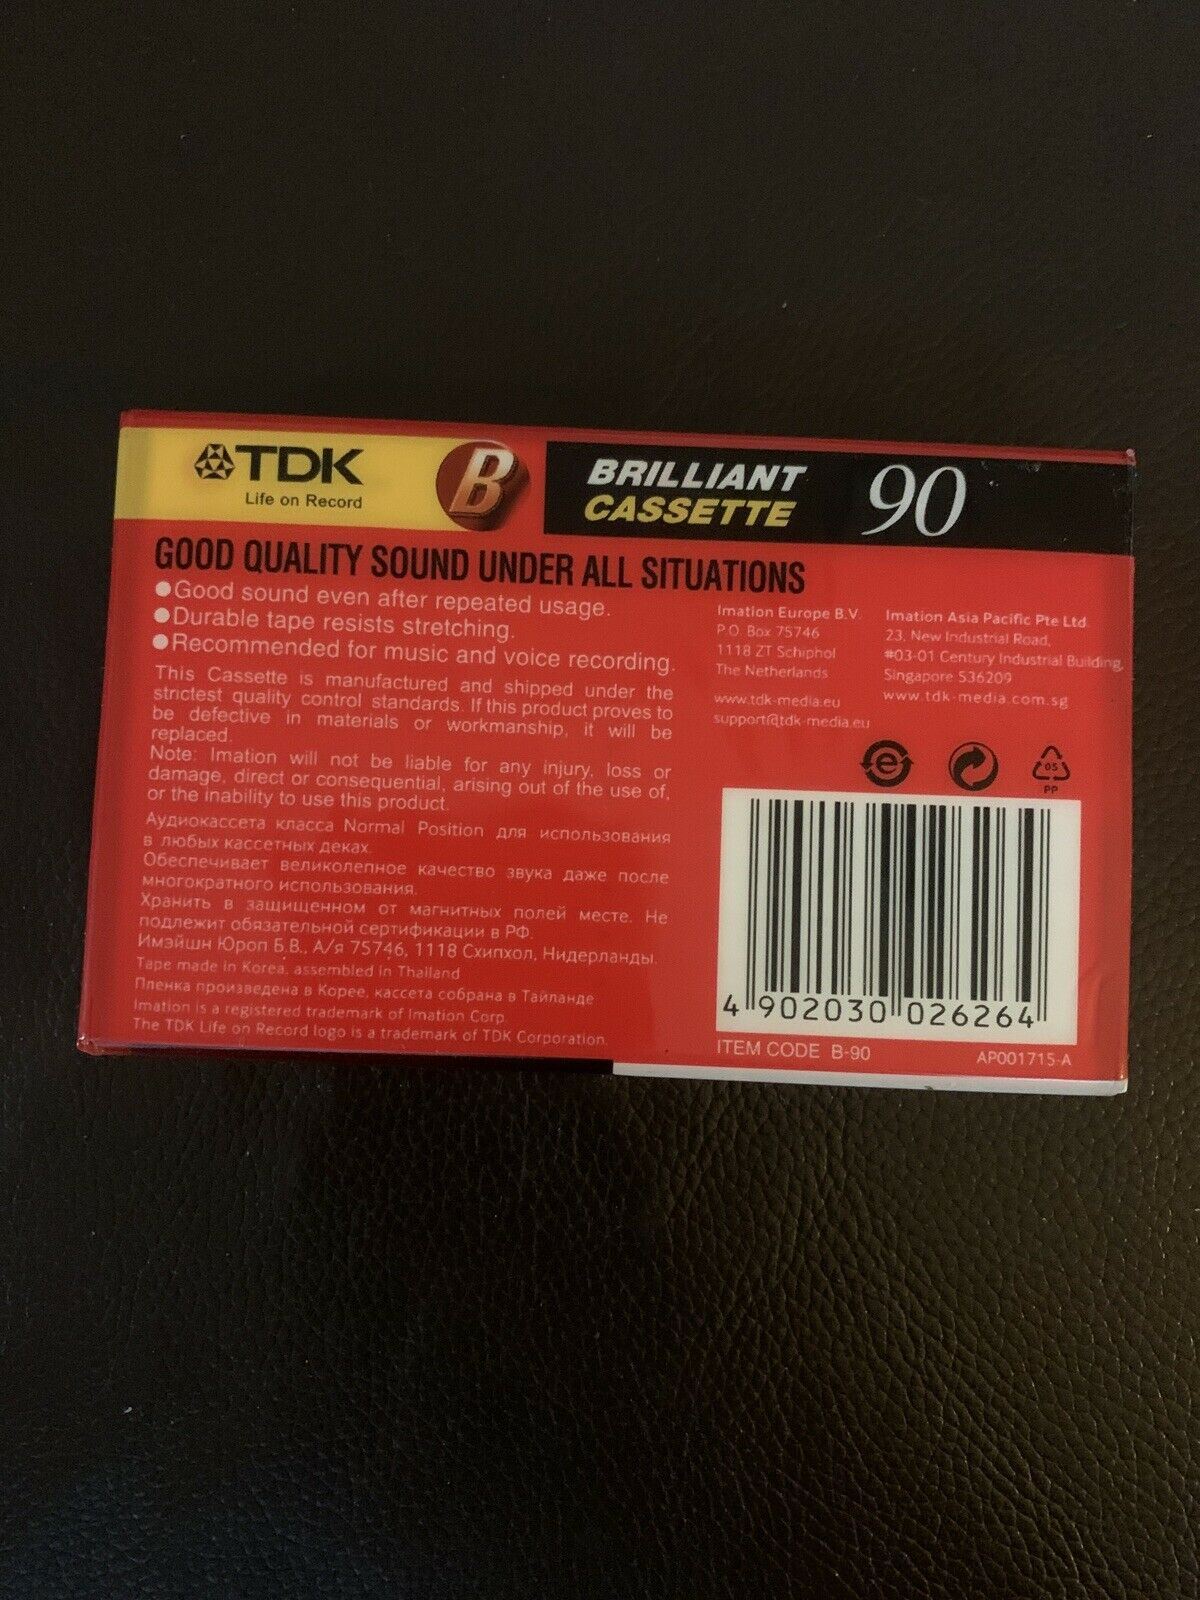 TDK
Life on Record
B
BRILLIANT
CASSETTE
90
GOOD QUALITY SOUND UNDER ALL SITUATIONS
●Good sound even after repeated usage.
●Durable tape resists stretching.
●Recommended for music and voice recording.
This Cassette is manufactured and shipped under the
strictest quality control standards. If this product proves to
be defective in materials or workmanship, it will be
replaced.
Note: Imation will not be liable for any injury, loss or
damage, direct or consequential, arising out of the use of,
or the inability to use this product.
Аудиокассета класса Normal Position для использования
в любых кассетных деках.
Обеспечивает великолепное качество звука даже после
многократного использования.
Хранить в защищенном от магнитных полей месте. Не
подлежит обязательной сертификации в РФ.
Имэйшн Юроп Б.В., А/я 75746, 1118 Схипхол, Нидерланды.
Tape made in Korea, assembled in Thailand
Пленка произведена в Корее, кассета собрана в Тайланде
Imation is a registered trademark of Imation Corp.
The TDK Life on Record logo is a trademark of TDK Corporation.
Imation Europe B.V.
P.O. Box 75746
1118 ZT Schiphol
The Netherlands
www.tdk-media.eu
support@tdk-media.eu
Imation Asia Pacific Pte Ltd.
23, New Industrial Road,
#03-01 Century Industrial Building,
Singapore 536209
www.tdk-media.com.sg
e
05
PP
4 902030 026264
ITEM CODE B-90
AP001715-A